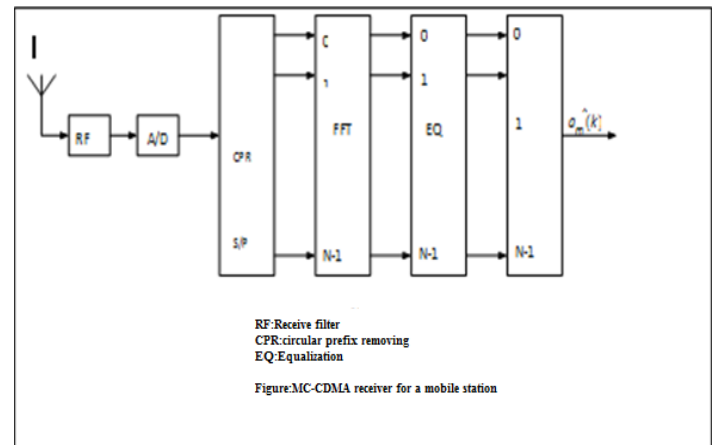 I
RF
A/D
CPR
S/P
FFT
N-1
0
1
EQ
N-1
0
1
N-1
RF:Receive filter
CPR:circular prefix removing
EQ:Equalization
Figure:MC-CDMA receiver for a mobile station